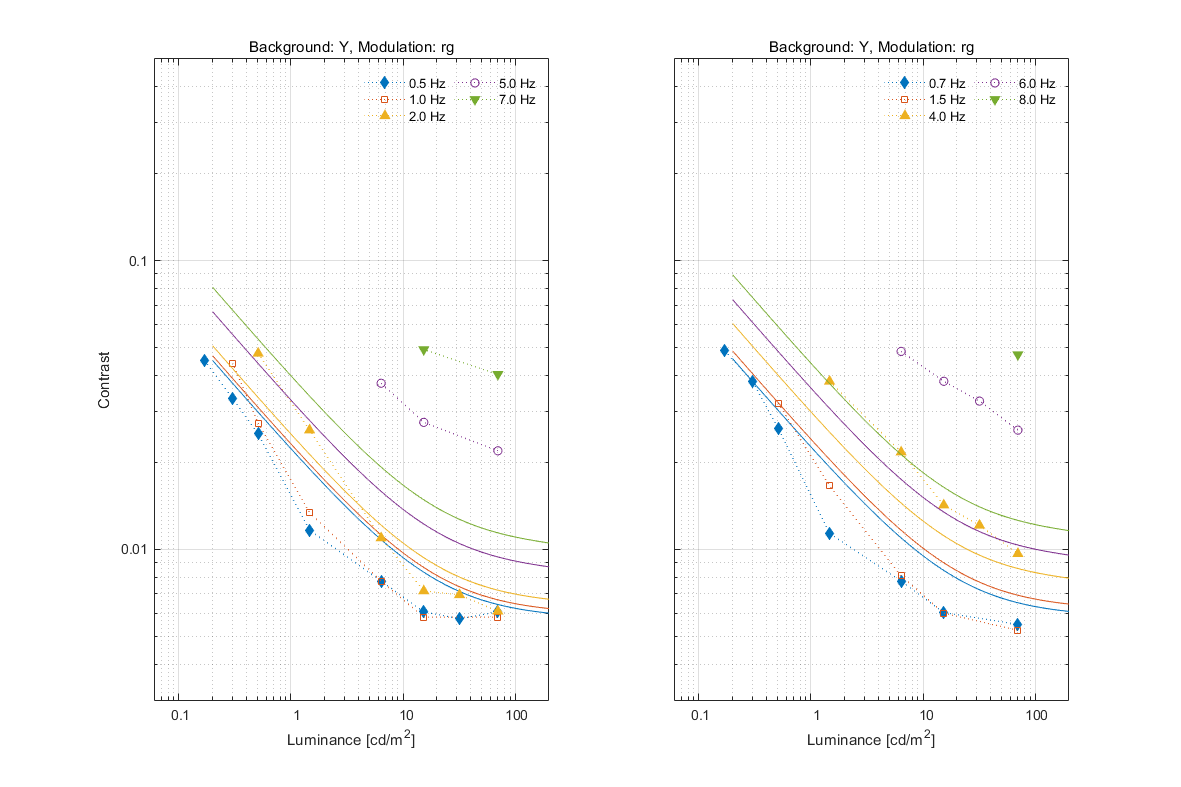 Background: Y, Modulation: rg
0.5 Hz
1.0 Hz
2.0 Hz
5.0 Hz
7.0 Hz
Contrast
0.1
0.01
0.1
1
10
100
Luminance [cd/m²]
Background: Y, Modulation: rg
0.7 Hz
1.5 Hz
4.0 Hz
6.0 Hz
8.0 Hz
0.1
1
10
100
Luminance [cd/m²]